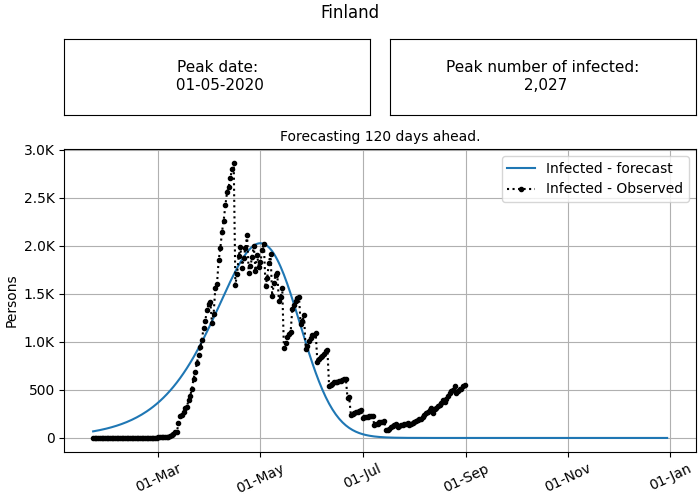 Finland
Peak date:
01-05-2020
Peak number of infected:
2,027
Forecasting 120 days ahead.
3.0K
2.5K
2.0K
1.5K
1.0K
500
0
Persons
Infected - forecast
Infected - Observed
01-Mar
01-May
01-Jul
01-Sep
01-Nov
01-Jan